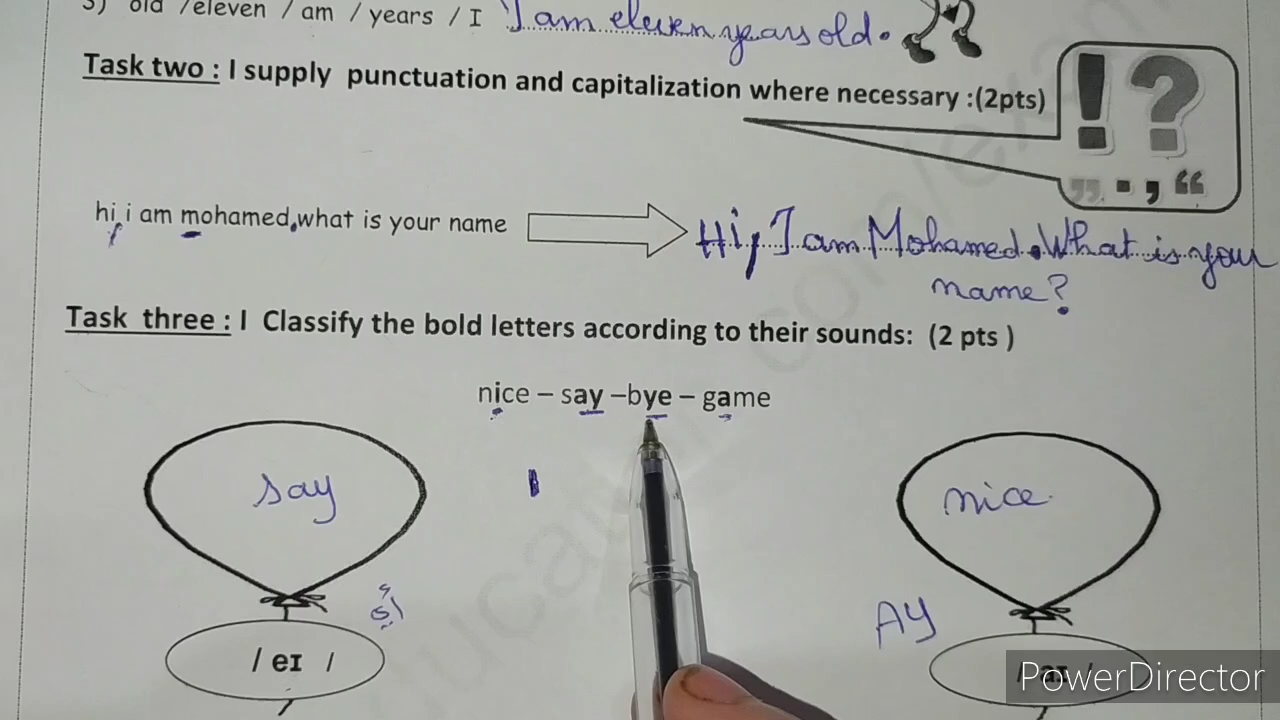 3) old /eleven / am / years / I I am eleven years old.
Task two : I supply punctuation and capitalization where necessary :(2pts)
! ?
„ . , “
hi, i am mohamed,what is your name Hi, I am Mohamed. What is your
name?
Task three : I Classify the bold letters according to their sounds: (2 pts )
nice – say –bye – game
say
nice
AY
/ eɪ /
/ aɪ /
PowerDirector